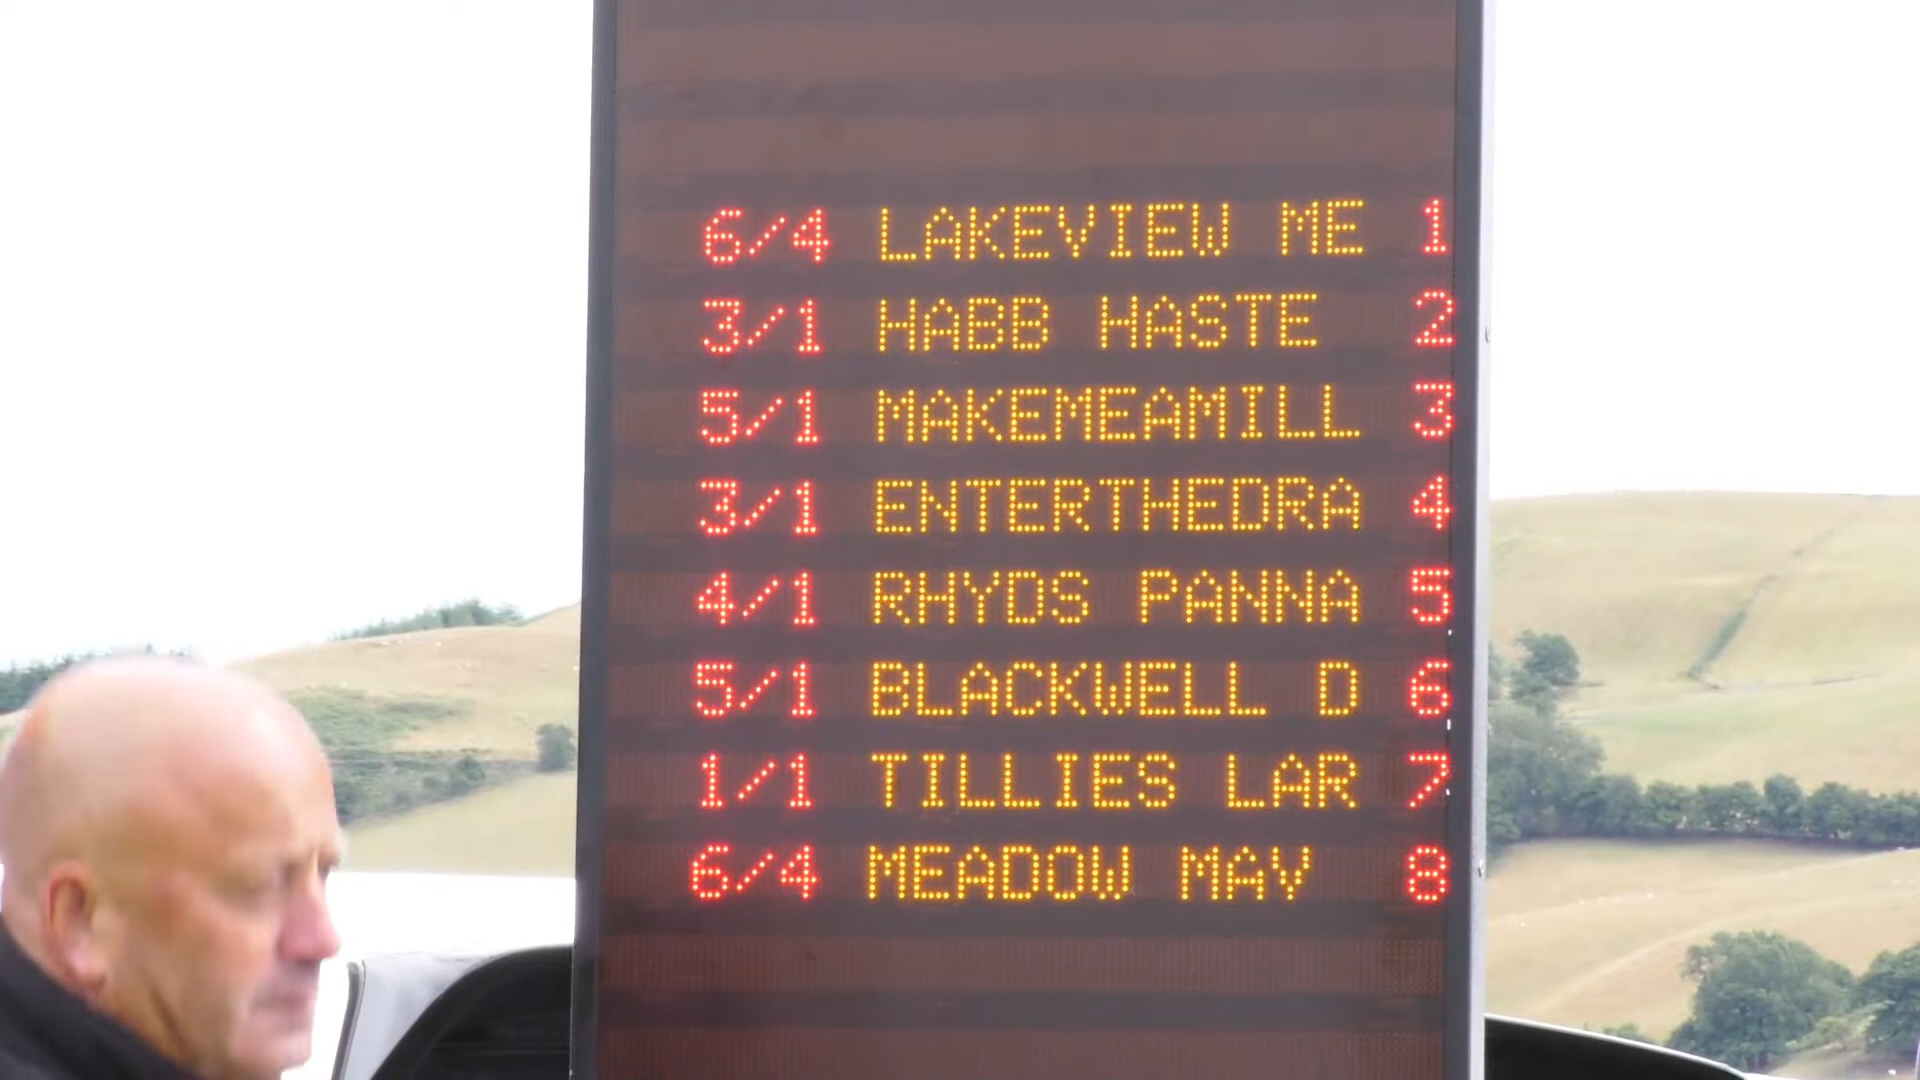 6/4 LAKEVIEW ME 1
3/1 HABB HASTE 2
5/1 MAKEMEAMILL 3
3/1 ENTERTHEDRA 4
4/1 RHYDS PANNA 5
5/1 BLACKWELL D 6
1/1 TILLIES LAR 7
6/4 MEADOW MAV 8